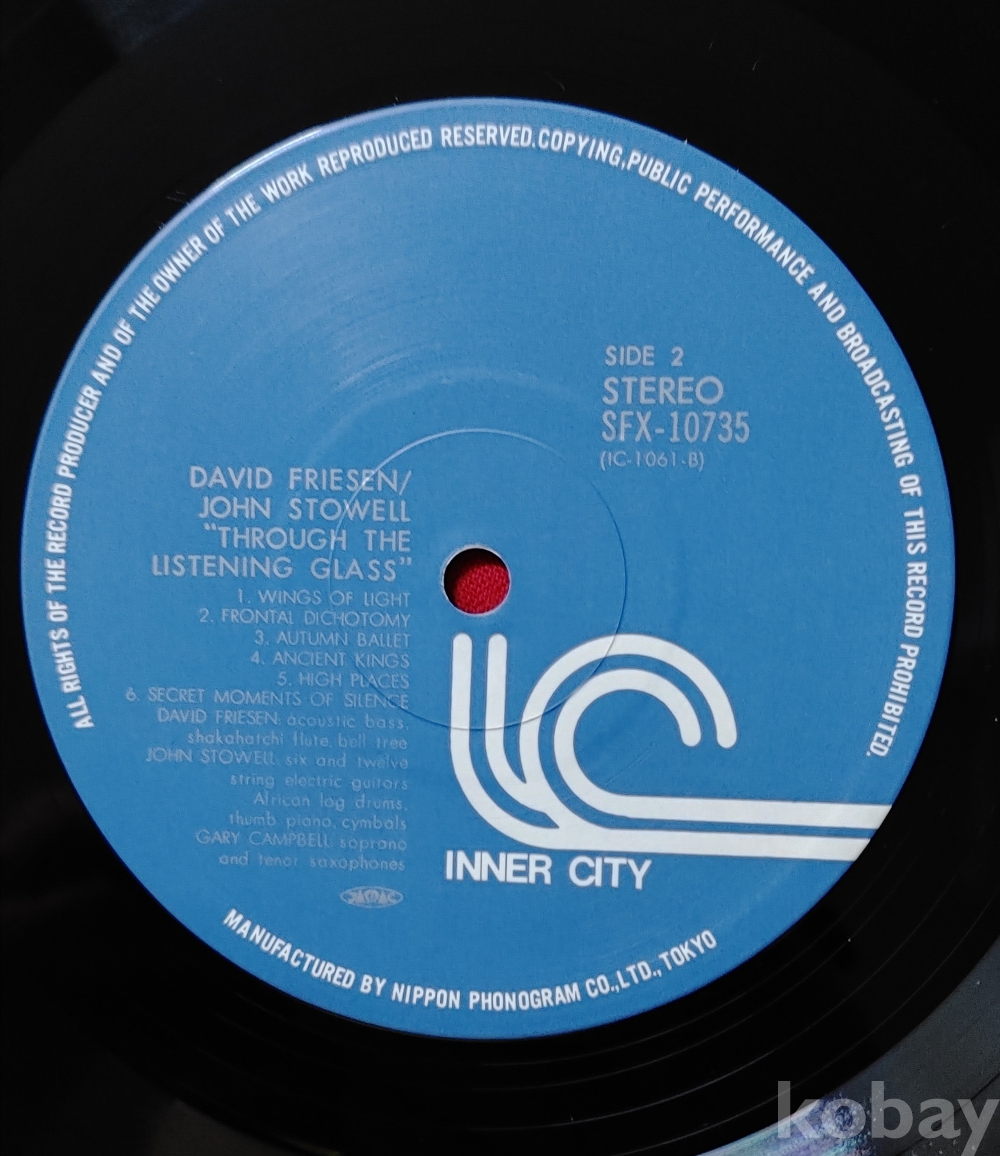 ALL RIGHTS OF THE RECORD PRODUCER AND OF THE OWNER OF THE WORK REPRODUCED RESERVED.COPYING,PUBLIC PERFORMANCE AND BROADCASTING OF THIS RECORD PROHIBITED.
SIDE 2
STEREO
SFX-10735
(IC-1061-B)
DAVID FRIESEN/
JOHN STOWELL
"THROUGH THE
LISTENING GLASS"
1. WINGS OF LIGHT
2. FRONTAL DICHOTOMY
3. AUTUMN BALLET
4. ANCIENT KINGS
5. HIGH PLACES
6. SECRET MOMENTS OF SILENCE
DAVID FRIESEN: acoustic bass,
shakahatchi flute, bell tree
JOHN STOWELL: six and twelve
string electric guitars
African log drums,
thumb piano, cymbals
GARY CAMPBELL: soprano
and tenor saxophones
ic
INNER CITY
MANUFACTURED BY NIPPON PHONOGRAM CO.,LTD., TOKYO
kobay